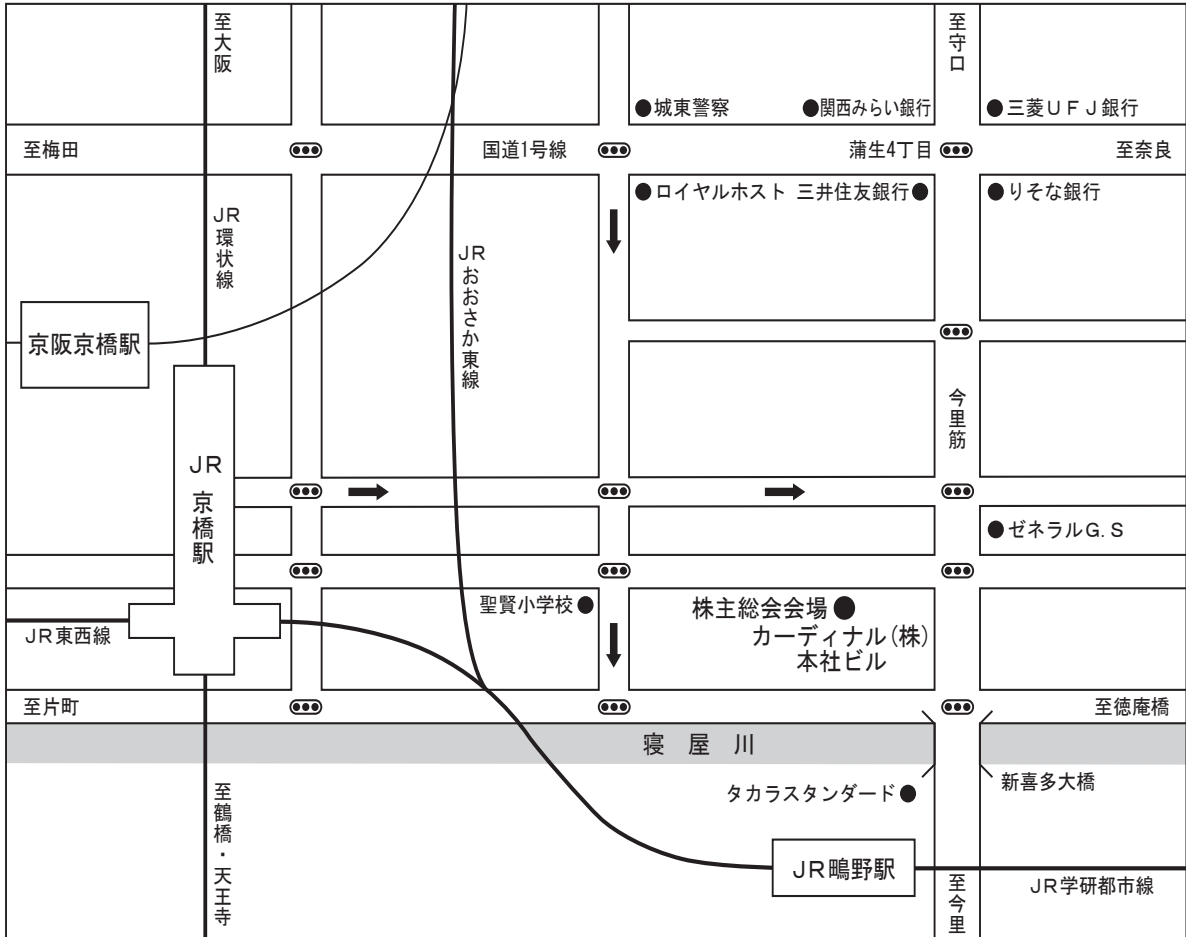 至大阪
至守口
城東警察
関西みらい銀行
三菱ＵＦＪ銀行
至梅田
国道1号線
蒲生4丁目
至奈良
ロイヤルホスト
三井住友銀行
りそな銀行
JR環状線
JRおおさか東線
京阪京橋駅
今里筋
JR京橋駅
ゼネラルG.S
聖賢小学校
株主総会会場
カーディナル(株)
本社ビル
JR東西線
至片町
至徳庵橋
寝屋川
新喜多大橋
タカラスタンダード
至鶴橋・天王寺
JR鴫野駅
至今里
JR学研都市線